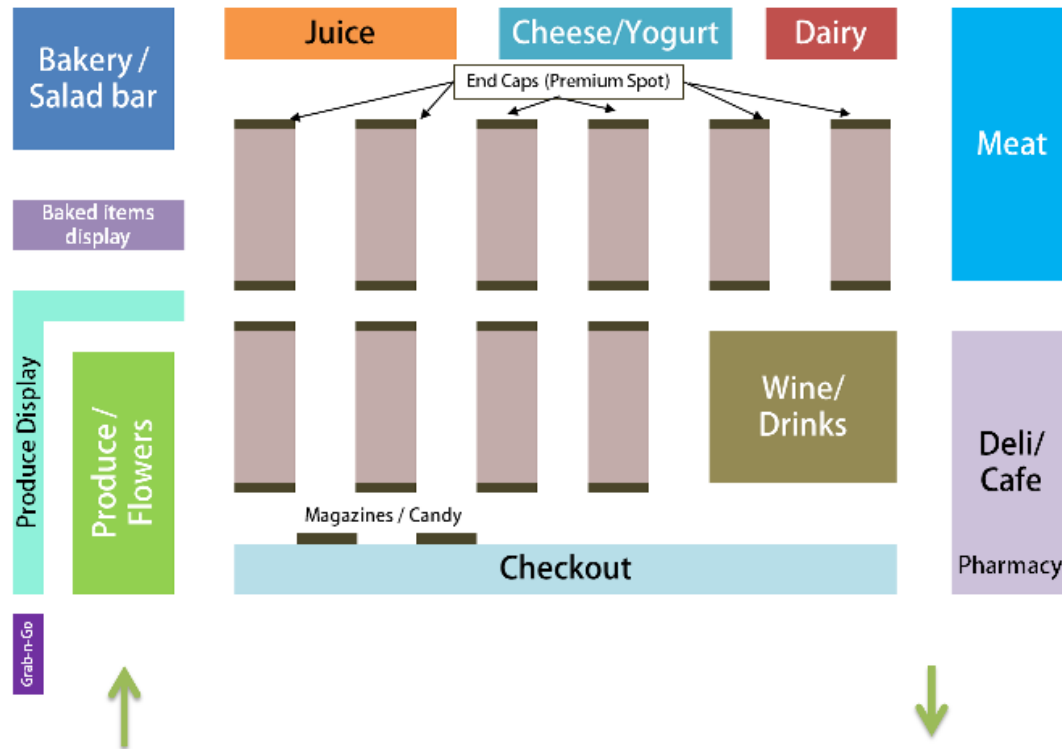 Juice
Cheese/Yogurt
Dairy
Bakery /
Salad bar
End Caps (Premium Spot)
Meat
Baked items
display
Produce Display
Produce /
Flowers
Wine/
Drinks
Deli/
Cafe
Magazines / Candy
Checkout
Pharmacy
Grab-n-Go